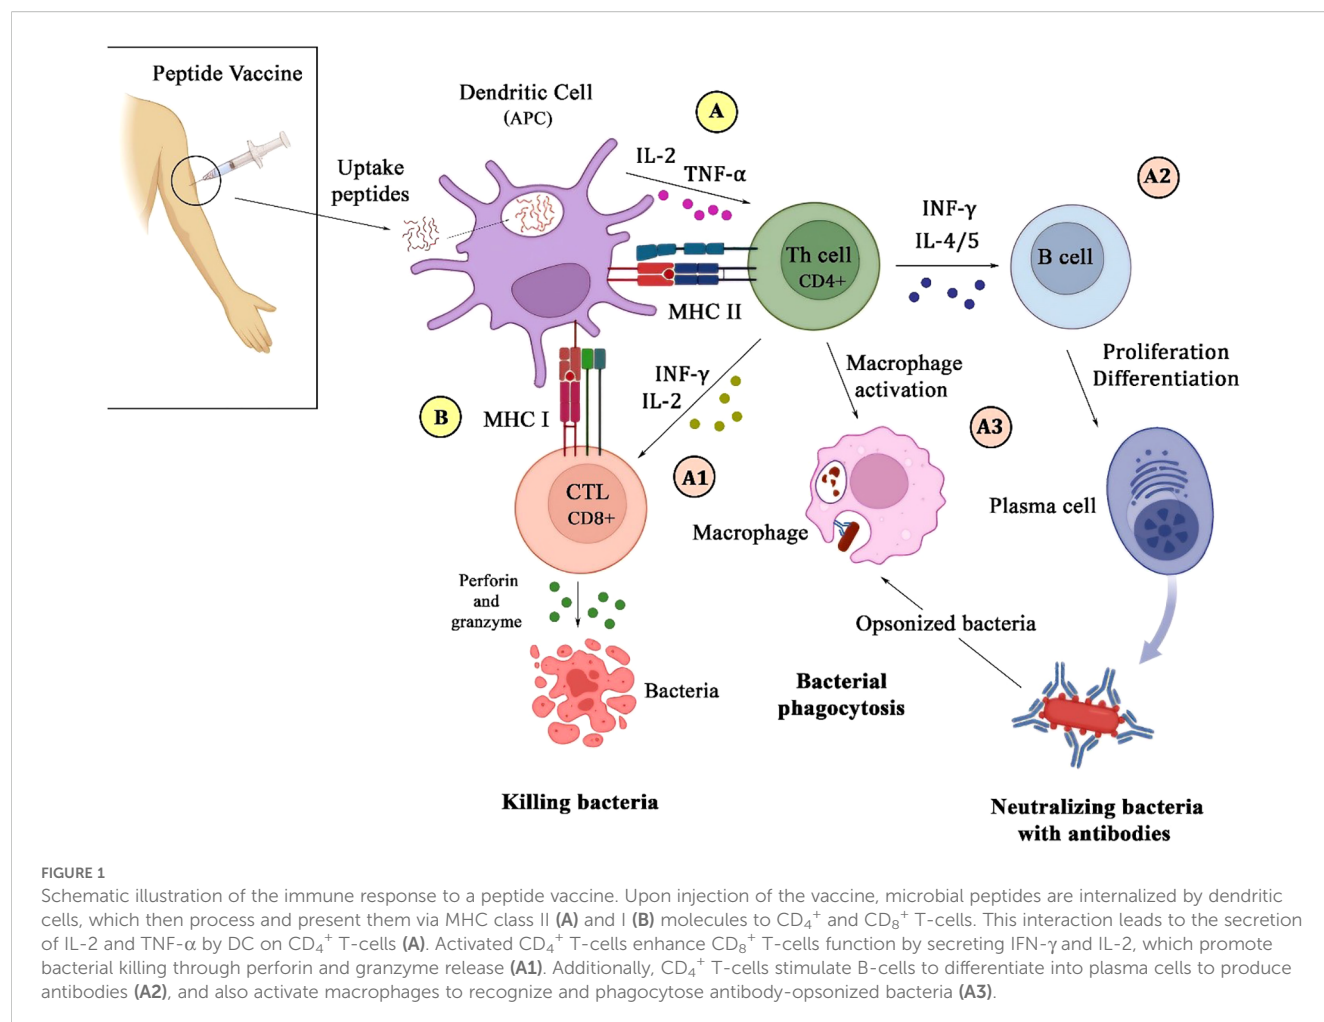 Peptide Vaccine
Dendritic Cell
(APC)
A
IL-2
TNF-α
Uptake
peptides
A2
INF-γ
IL-4/5
Th cell
CD4+
B cell
MHC II
Macrophage
activation
Proliferation
Differentiation
INF-γ
IL-2
B
MHC I
A3
A1
CTL
CD8+
Plasma cell
Macrophage
Perforin
and
granzyme
Opsonized bacteria
Bacteria
Bacterial
phagocytosis
Killing bacteria
Neutralizing bacteria
with antibodies
FIGURE 1
Schematic illustration of the immune response to a peptide vaccine. Upon injection of the vaccine, microbial peptides are internalized by dendritic
cells, which then process and present them via MHC class II (A) and I (B) molecules to CD₄⁺ and CD₈⁺ T-cells. This interaction leads to the secretion
of IL-2 and TNF-α by DC on CD₄⁺ T-cells (A). Activated CD₄⁺ T-cells enhance CD₈⁺ T-cells function by secreting IFN-γ and IL-2, which promote
bacterial killing through perforin and granzyme release (A1). Additionally, CD₄⁺ T-cells stimulate B-cells to differentiate into plasma cells to produce
antibodies (A2), and also activate macrophages to recognize and phagocytose antibody-opsonized bacteria (A3).